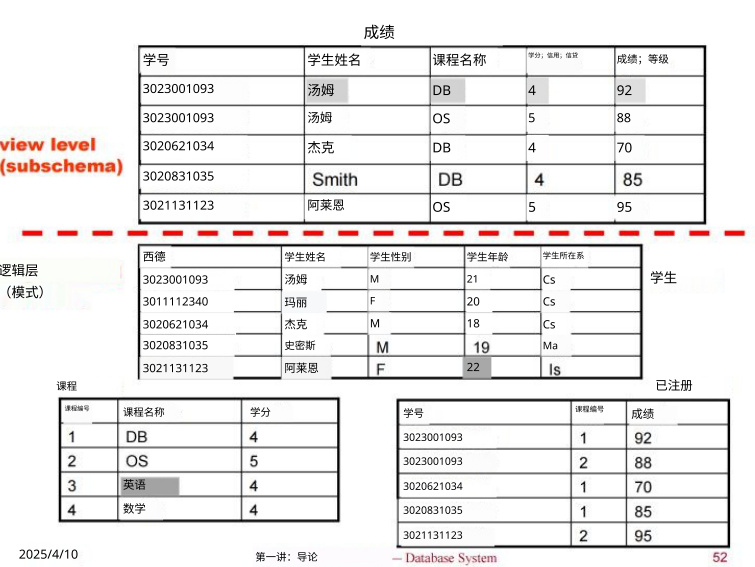 成绩
学号 学生姓名 课程名称 学分；信用；信贷 成绩；等级
3023001093 汤姆 DB 4 92
3023001093 汤姆 OS 5 88
3020621034 杰克 DB 4 70
3020831035 Smith DB 4 85
3021131123 阿莱恩 OS 5 95
view level
(subschema)
逻辑层
（模式）
西德 学生姓名 学生性别 学生年龄 学生所在系
3023001093 汤姆 M 21 Cs
3011112340 玛丽 F 20 Cs
3020621034 杰克 M 18 Cs
3020831035 史密斯 M 19 Ma
3021131123 阿莱恩 F 22 Is
学生
课程
课程编号 课程名称 学分
1 DB 4
2 OS 5
3 英语 4
4 数学 4
已注册
学号 课程编号 成绩
3023001093 1 92
3023001093 2 88
3020621034 1 70
3020831035 1 85
3021131123 2 95
2025/4/10 第一讲：导论 — Database System 52